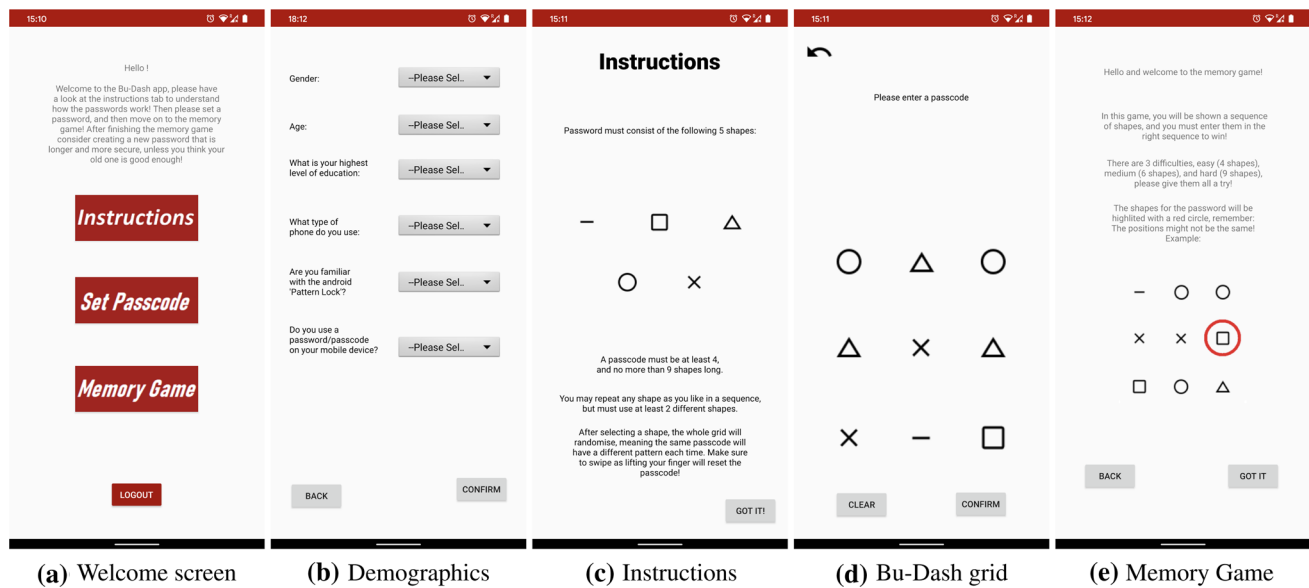 15:10
Hello !
Welcome to the Bu-Dash app, please have
a look at the instructions tab to understand
how the passwords work! Then please set a
password, and then move on to the memory
game! After finishing the memory game
consider creating a new password that is
longer and more secure, unless you think your
old one is good enough!
Instructions
Set Passcode
Memory Game
LOGOUT
(a) Welcome screen
18:12
Gender:
--Please Sel..
Age:
--Please Sel..
What is your highest
level of education:
--Please Sel..
What type of
phone do you use:
--Please Sel..
Are you familiar
with the android
'Pattern Lock'?
--Please Sel..
Do you use a
password/passcode
on your mobile device?
--Please Sel..
BACK
CONFIRM
(b) Demographics
15:11
Instructions
Password must consist of the following 5 shapes:
A passcode must be at least 4,
and no more than 9 shapes long.
You may repeat any shape as you like in a sequence,
but must use at least 2 different shapes.
After selecting a shape, the whole grid will
randomise, meaning the same passcode will
have a different pattern each time. Make sure
to swipe as lifting your finger will reset the
passcode!
GOT IT!
(c) Instructions
15:11
Please enter a passcode
CLEAR
CONFIRM
(d) Bu-Dash grid
15:12
Hello and welcome to the memory game!
In this game, you will be shown a sequence
of shapes, and you must enter them in the
right sequence to win!
There are 3 difficulties, easy (4 shapes),
medium (6 shapes), and hard (9 shapes),
please give them all a try!
The shapes for the password will be
highlited with a red circle, remember:
The positions might not be the same!
Example:
BACK
GOT IT
(e) Memory Game